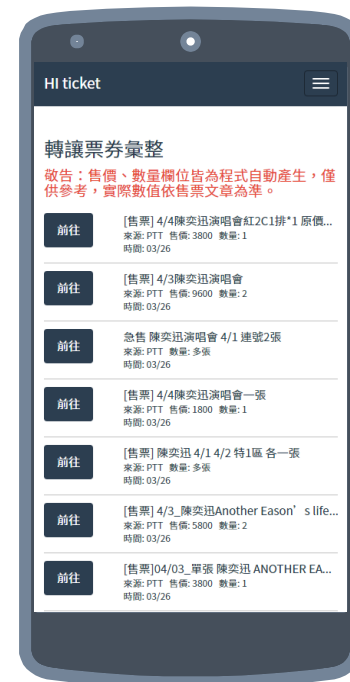 HI ticket
轉讓票券彙整
敬告：售價、數量欄位皆為程式自動產生，僅
供參考，實際數值依售票文章為準。
前往
[售票] 4/4陳奕迅演唱會紅2C1排*1 原價...
來源: PTT 售價: 3800 數量: 1
時間: 03/26
前往
[售票] 4/3陳奕迅演唱會
來源: PTT 售價: 9600 數量: 2
時間: 03/26
前往
急售 陳奕迅演唱會 4/1 連號2張
來源: PTT 數量: 多張
時間: 03/26
前往
[售票] 4/4陳奕迅演唱會一張
來源: PTT 售價: 1800 數量: 1
時間: 03/26
前往
[售票] 陳奕迅 4/1 4/2 特1區 各一張
來源: PTT 數量: 多張
時間: 03/26
前往
[售票] 4/3_陳奕迅Another Eason’s life...
來源: PTT 售價: 5800 數量: 2
時間: 03/26
前往
[售票]04/03_單張 陳奕迅 ANOTHER EA...
來源: PTT 售價: 3800 數量: 1
時間: 03/26